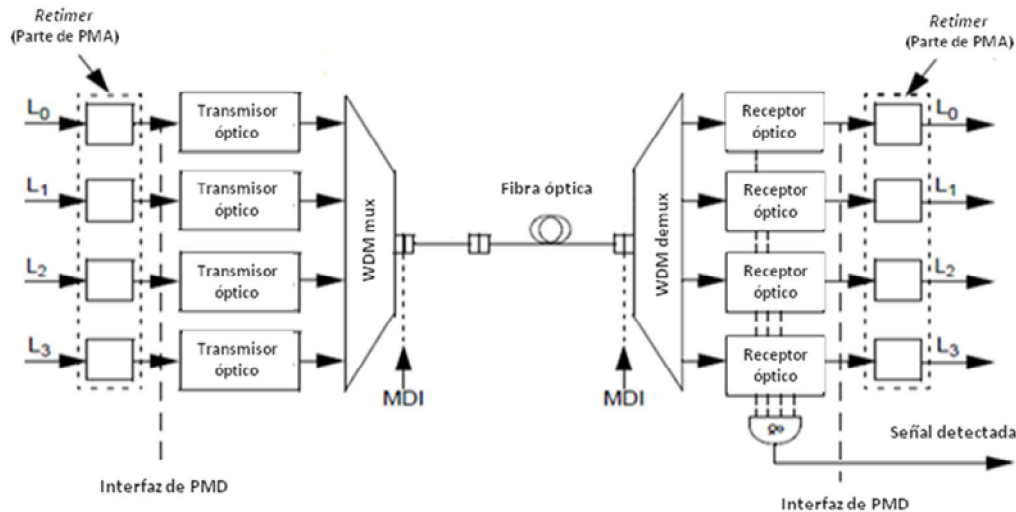 Retimer
(Parte de PMA)
Retimer
(Parte de PMA)
L0
Transmisor
óptico
Receptor
óptico
L0
L1
Transmisor
óptico
Fibra óptica
Receptor
óptico
L1
WDM mux
WDM demux
L2
Transmisor
óptico
Receptor
óptico
L2
L3
Transmisor
óptico
Receptor
óptico
L3
MDI
MDI
&
Señal detectada
Interfaz de PMD
Interfaz de PMD